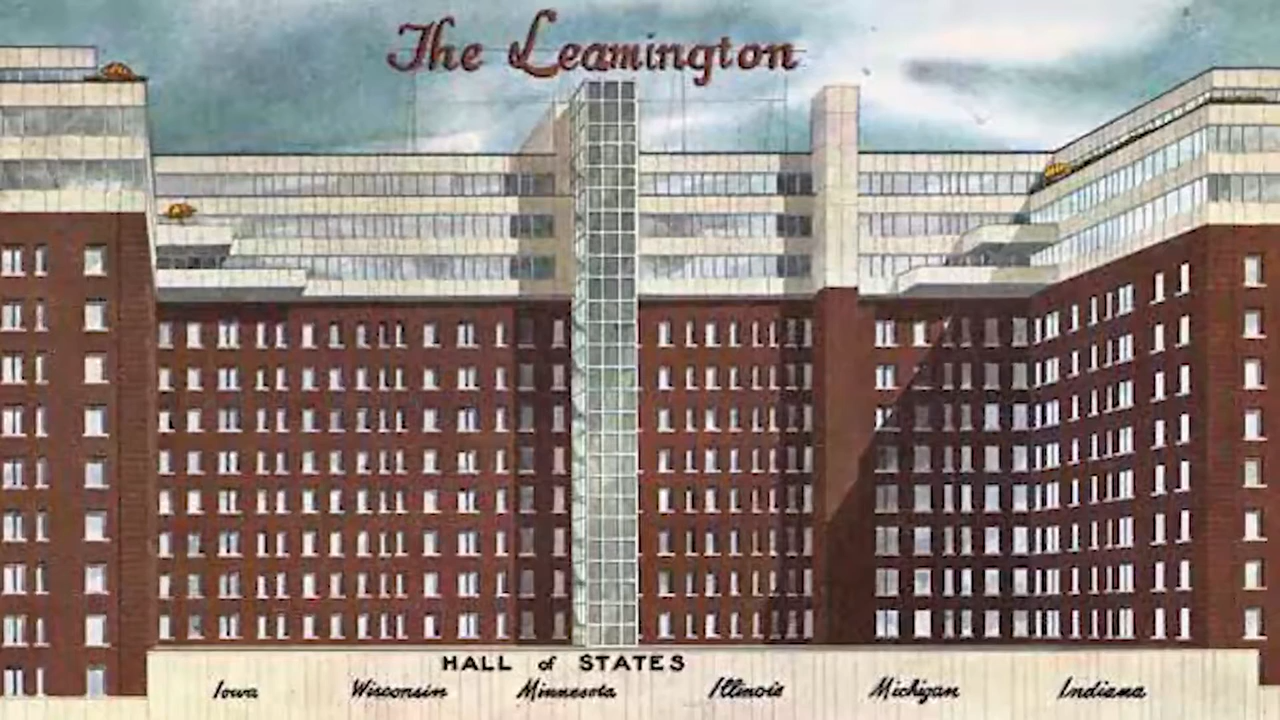 The Leamington
HALL of STATES
Iowa Wisconsin Minnesota Illinois Michigan Indiana